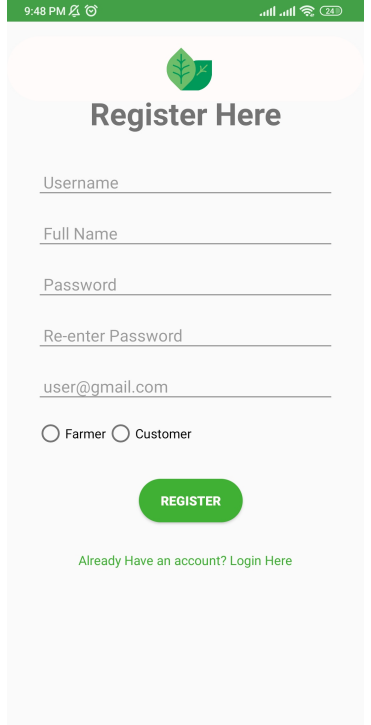 9:48 PM 24
Register Here
Username
Full Name
Password
Re-enter Password
user@gmail.com
Farmer Customer
REGISTER
Already Have an account? Login Here